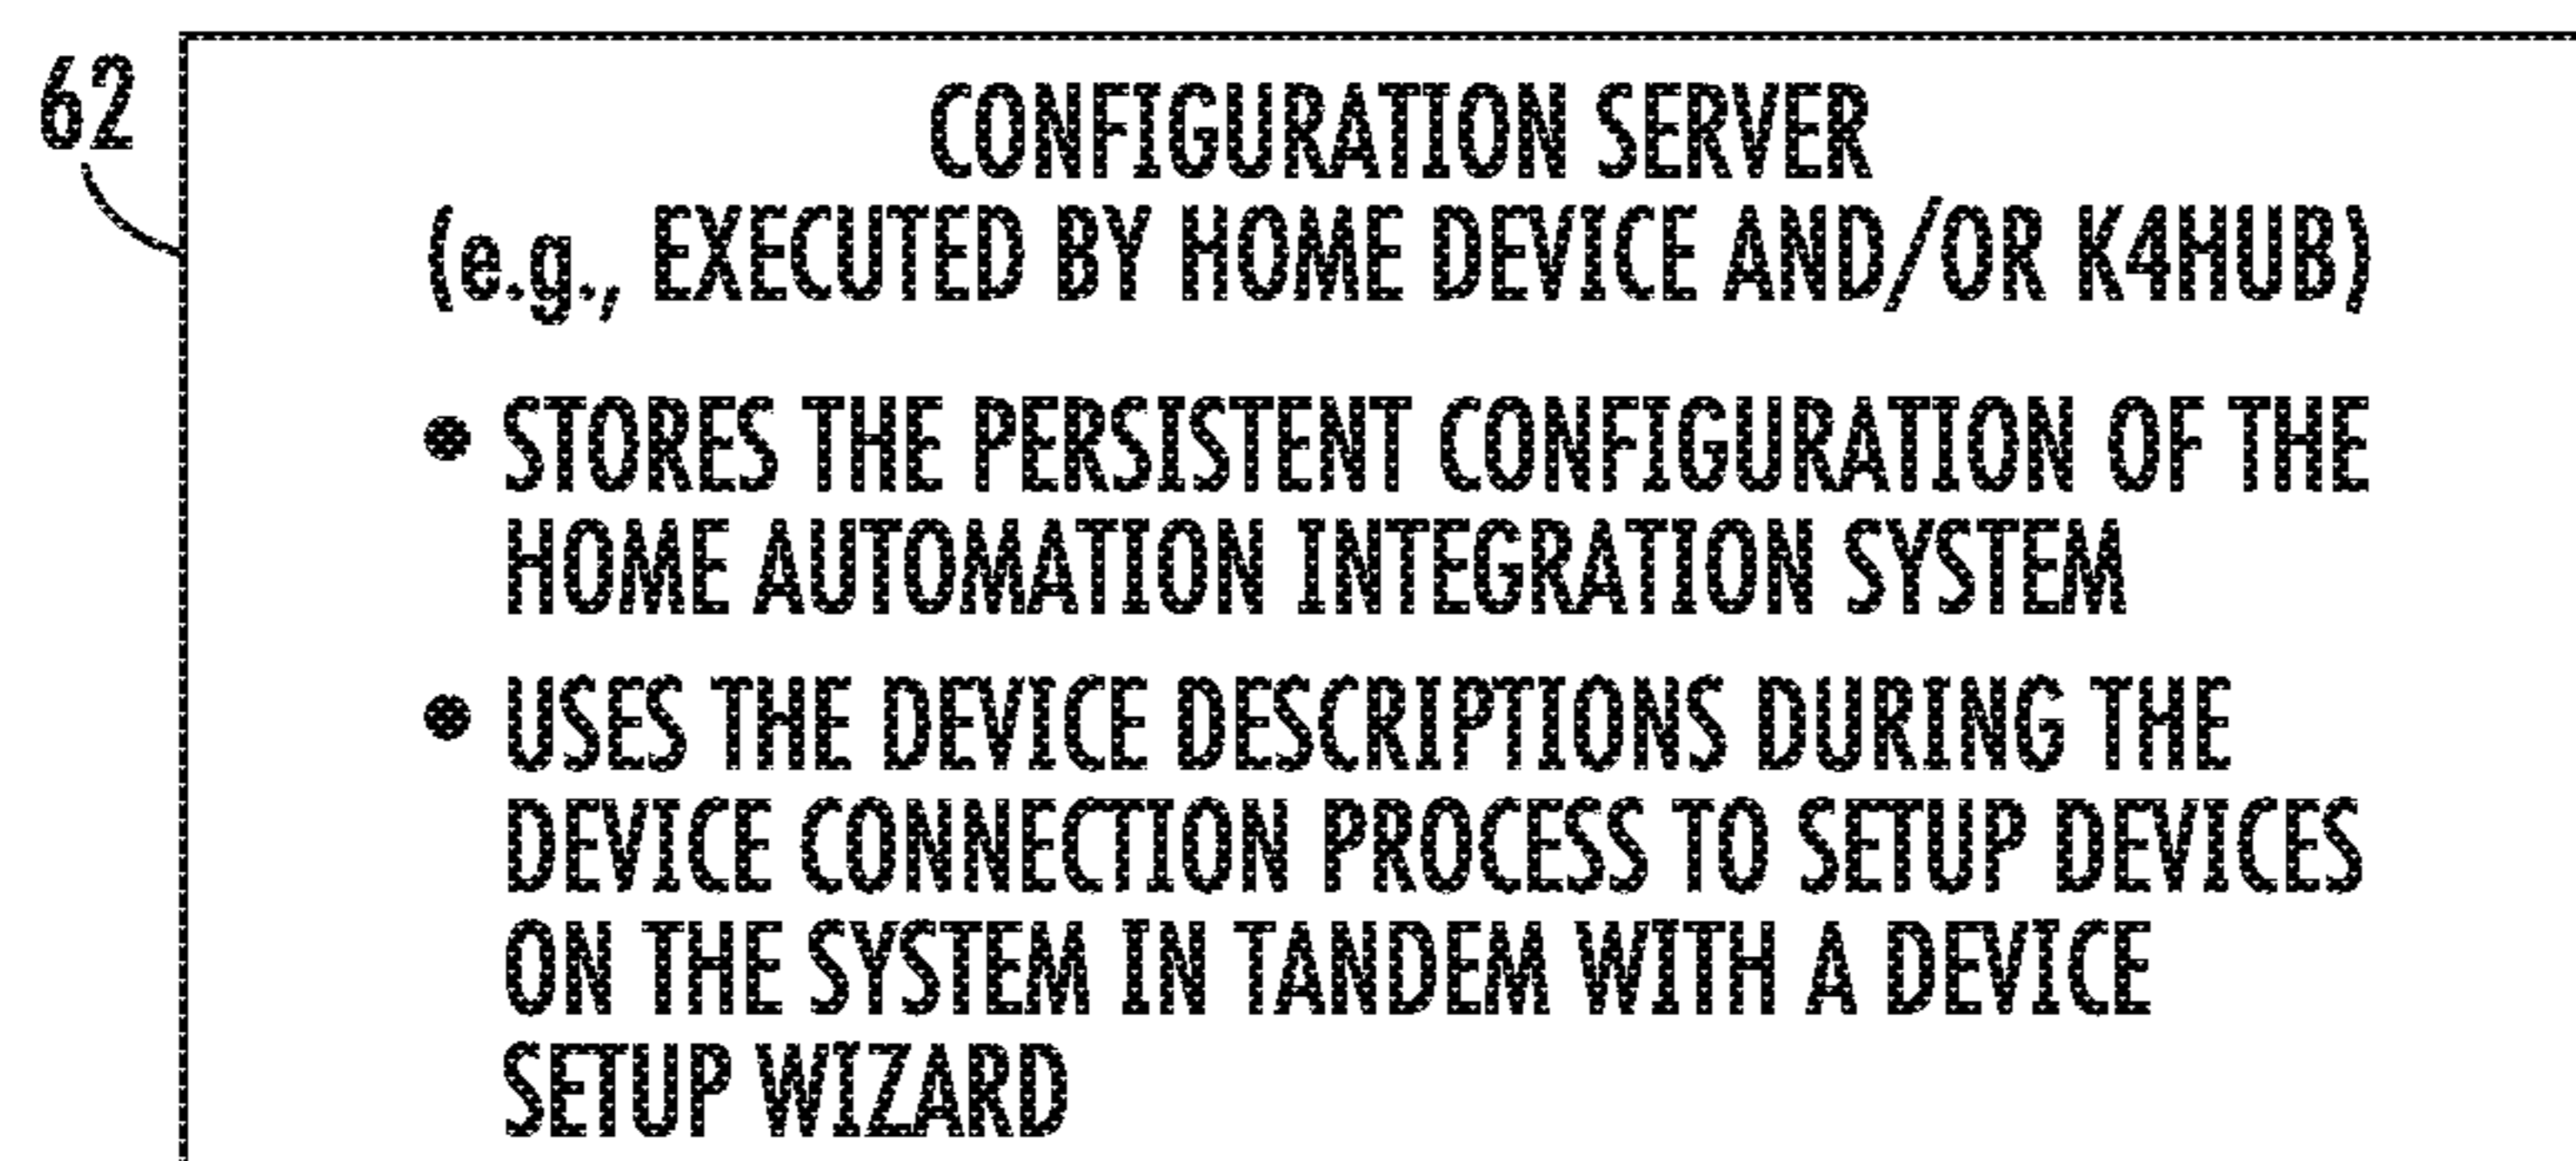 62
CONFIGURATION SERVER
(e.g., EXECUTED BY HOME DEVICE AND/OR K4HUB)
• STORES THE PERSISTENT CONFIGURATION OF THE
HOME AUTOMATION INTEGRATION SYSTEM
• USES THE DEVICE DESCRIPTIONS DURING THE
DEVICE CONNECTION PROCESS TO SETUP DEVICES
ON THE SYSTEM IN TANDEM WITH A DEVICE
SETUP WIZARD